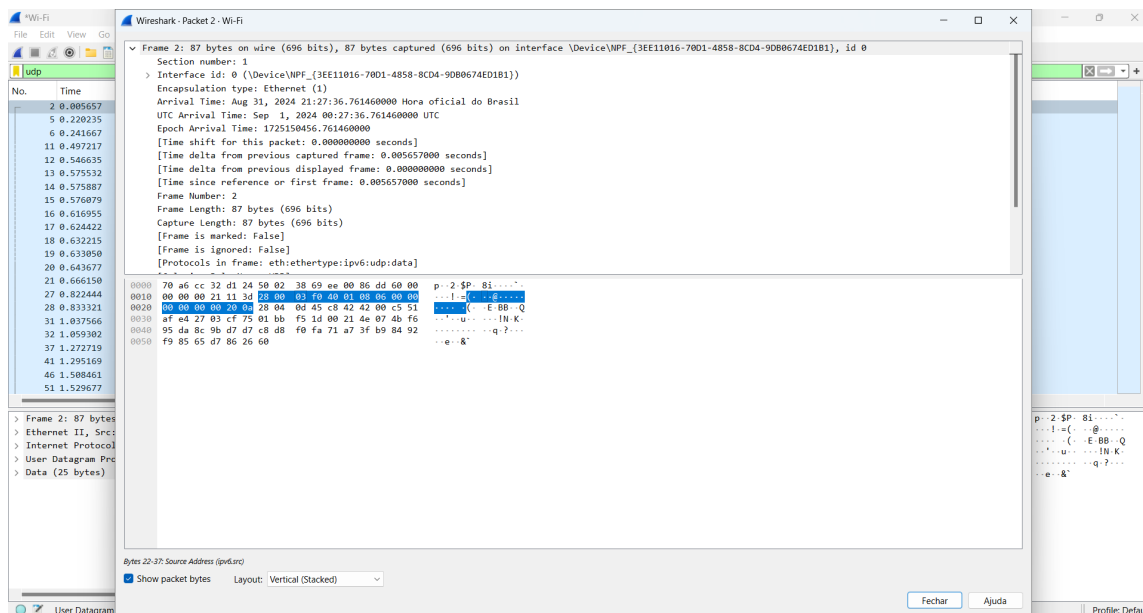 *Wi-Fi
File Edit View Go
udp
No. Time
2 0.005657
5 0.220235
6 0.241667
11 0.497217
12 0.546635
13 0.575532
14 0.575887
15 0.576079
16 0.616955
17 0.624422
18 0.632215
19 0.633050
20 0.643677
21 0.666150
27 0.822444
28 0.833321
31 1.037566
32 1.059302
37 1.272719
41 1.295169
46 1.508461
51 1.529677
> Frame 2: 87 bytes
> Ethernet II, Src:
> Internet Protocol
> User Datagram Pro
> Data (25 bytes)
User Datagram
Wireshark · Packet 2 · Wi-Fi
Frame 2: 87 bytes on wire (696 bits), 87 bytes captured (696 bits) on interface \Device\NPF_{3EE11016-70D1-4858-8CD4-9DB0674ED1B1}, id 0
Section number: 1
> Interface id: 0 (\Device\NPF_{3EE11016-70D1-4858-8CD4-9DB0674ED1B1})
Encapsulation type: Ethernet (1)
Arrival Time: Aug 31, 2024 21:27:36.761460000 Hora oficial do Brasil
UTC Arrival Time: Sep  1, 2024 00:27:36.761460000 UTC
Epoch Arrival Time: 1725150456.761460000
[Time shift for this packet: 0.000000000 seconds]
[Time delta from previous captured frame: 0.005657000 seconds]
[Time delta from previous displayed frame: 0.000000000 seconds]
[Time since reference or first frame: 0.005657000 seconds]
Frame Number: 2
Frame Length: 87 bytes (696 bits)
Capture Length: 87 bytes (696 bits)
[Frame is marked: False]
[Frame is ignored: False]
[Protocols in frame: eth:ethertype:ipv6:udp:data]
0000 70 a6 cc 32 d1 24 50 02 38 69 ee 00 86 dd 60 00 p··2·$P· 8i····`·
0010 00 00 00 21 11 3d 28 00 03 f0 40 01 08 06 00 00 ···!·=(· ··@·····
0020 00 00 00 00 20 0a 28 04 0d 45 c8 42 42 00 c5 51 ···· ·(· ·E·BB··Q
0030 af e4 27 03 cf 75 01 bb f5 1d 00 21 4e 07 4b f6 ··'··u·· ···!N·K·
0040 95 da 8c 9b d7 d7 c8 d8 f0 fa 71 a7 3f b9 84 92 ········ ··q·?···
0050 f9 85 65 d7 86 26 60 ··e··&`
Bytes 22-37: Source Address (ipv6.src)
Show packet bytes Layout: Vertical (Stacked)
Fechar Ajuda
p··2·$P· 8i····`·
···!·=(· ··@·····
···· ·(· ·E·BB··Q
··'··u·· ···!N·K·
········ ··q·?···
··e··&`